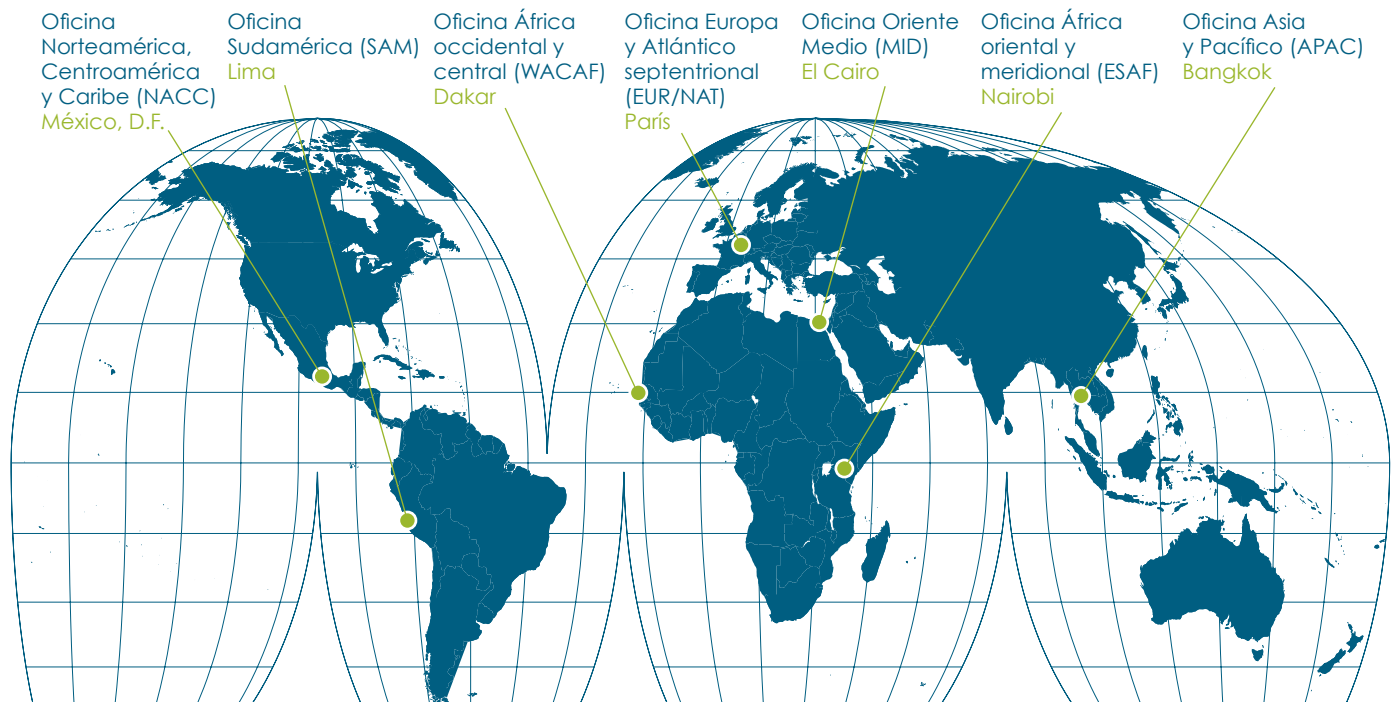 Oficina
Norteamérica,
Centroamérica
y Caribe (NACC)
México, D.F.
Oficina
Sudamérica (SAM)
Lima
Oficina África
occidental y
central (WACAF)
Dakar
Oficina Europa
y Atlántico
septentrional
(EUR/NAT)
París
Oficina Oriente
Medio (MID)
El Cairo
Oficina África
oriental y
meridional (ESAF)
Nairobi
Oficina Asia
y Pacífico (APAC)
Bangkok